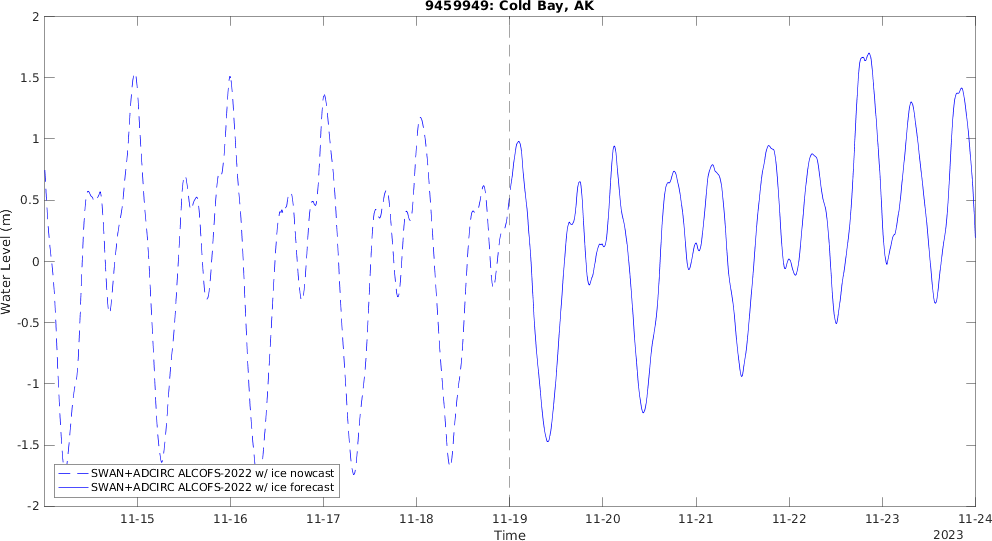 9459949: Cold Bay, AK
2
1.5
1
0.5
0
-0.5
-1
-1.5
-2
Water Level (m)
SWAN+ADCIRC ALCOFS-2022 w/ ice nowcast
SWAN+ADCIRC ALCOFS-2022 w/ ice forecast
11-15 11-16 11-17 11-18 11-19 11-20 11-21 11-22 11-23 11-24
Time
2023